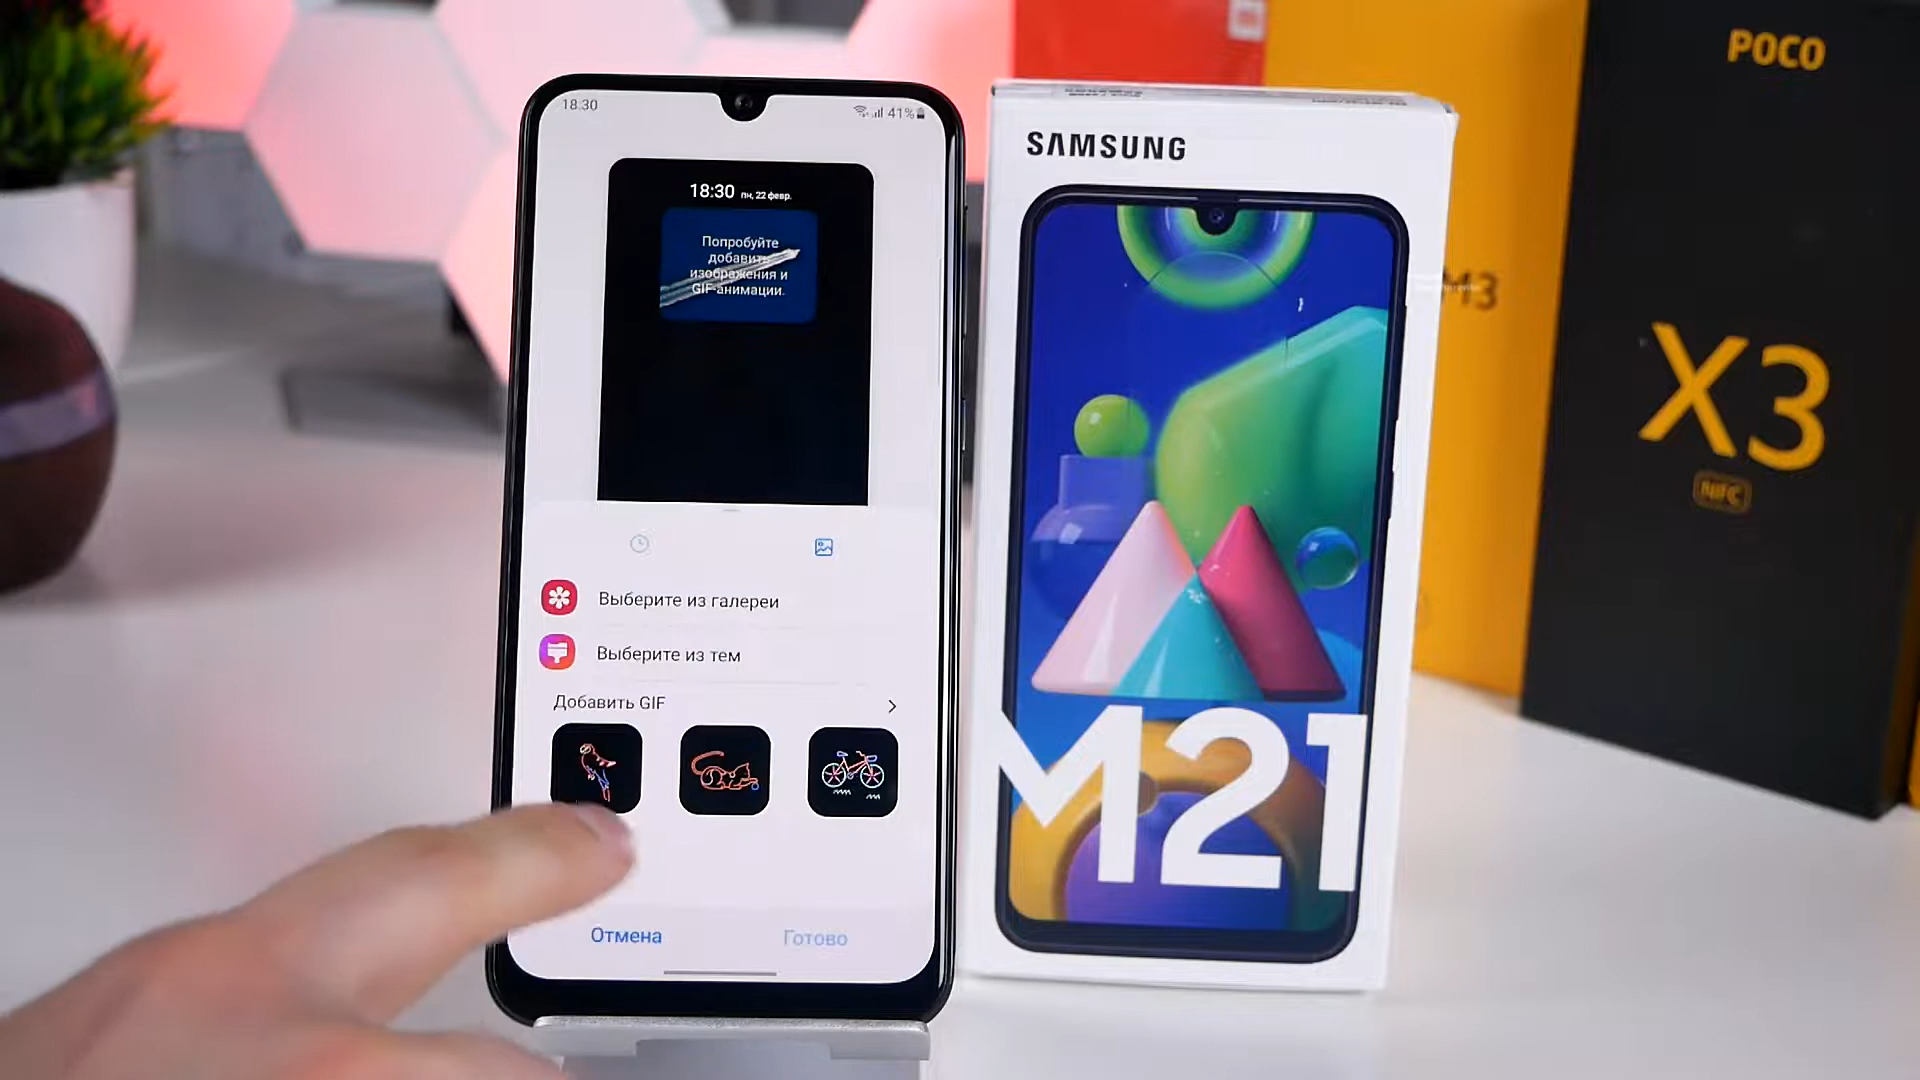 18:30
41%
18:30 пн, 22 февр.
Попробуйте
добавить
изображения и
GIF-анимации.
Выберите из галереи
Выберите из тем
Добавить GIF
Отмена
Готово
SAMSUNG
M21
M3
POCO
X3
NFC